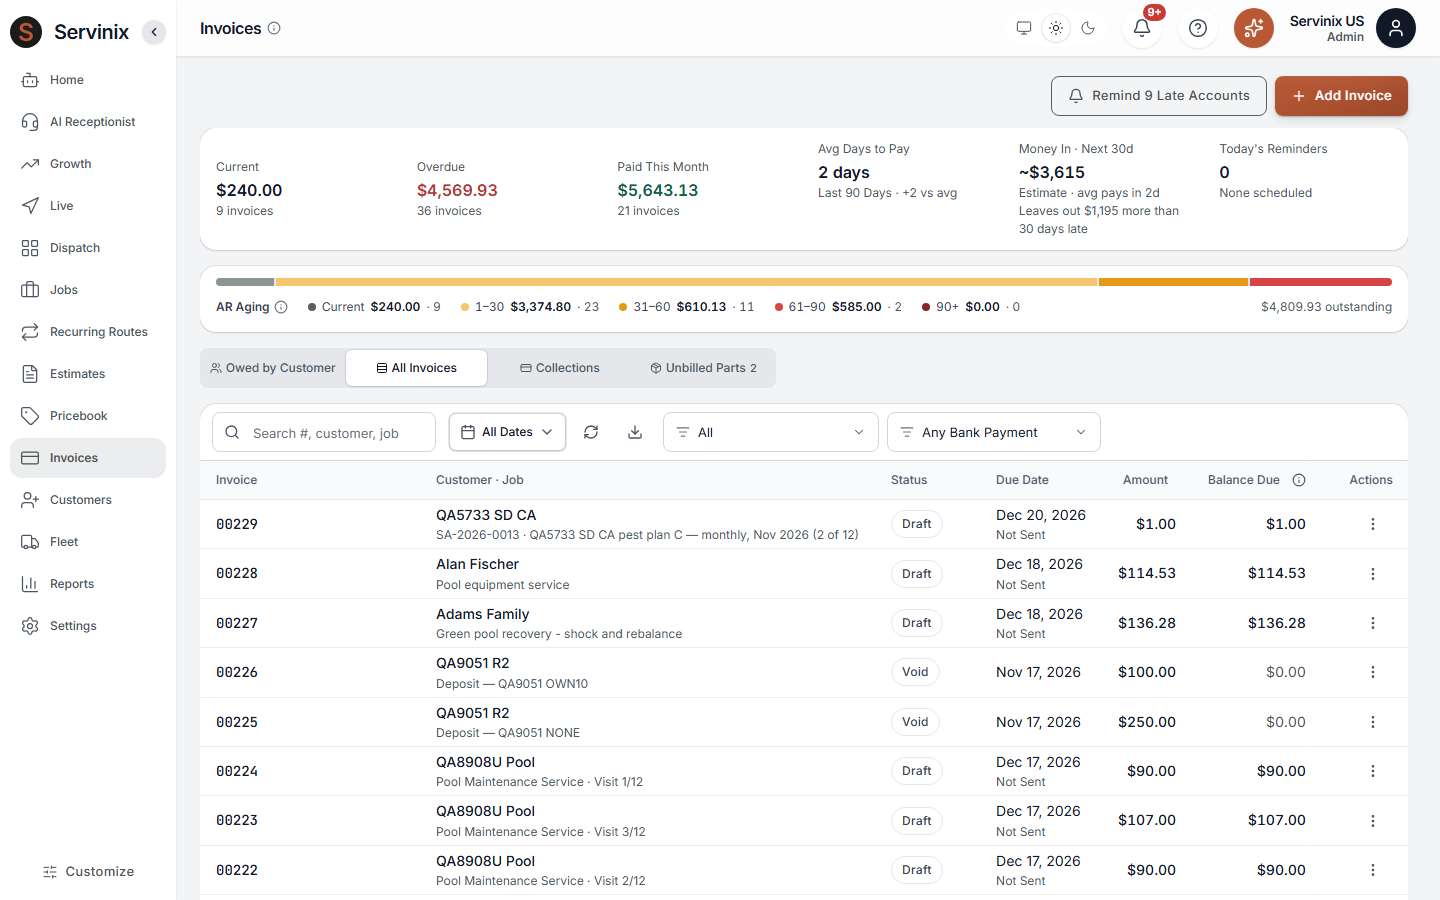 Servinix
Home
AI Receptionist
Growth
Live
Dispatch
Jobs
Recurring Routes
Estimates
Pricebook
Invoices
Customers
Fleet
Reports
Settings
Customize
Invoices
9+
Servinix US
Admin
Remind 9 Late Accounts
Add Invoice
Current
$240.00
9 invoices
Overdue
$4,569.93
36 invoices
Paid This Month
$5,643.13
21 invoices
Avg Days to Pay
2 days
Last 90 Days · +2 vs avg
Money In · Next 30d
~$3,615
Estimate · avg pays in 2d
Leaves out $1,195 more than
30 days late
Today's Reminders
0
None scheduled
AR Aging Current $240.00 · 9 1–30 $3,374.80 · 23 31–60 $610.13 · 11 61–90 $585.00 · 2 90+ $0.00 · 0 $4,809.93 outstanding
Owed by Customer All Invoices Collections Unbilled Parts 2
Search #, customer, job All Dates All Any Bank Payment
Invoice Customer · Job Status Due Date Amount Balance Due Actions
00229 QA5733 SD CA Draft Dec 20, 2026 $1.00 $1.00
SA-2026-0013 · QA5733 SD CA pest plan C — monthly, Nov 2026 (2 of 12) Not Sent
00228 Alan Fischer Draft Dec 18, 2026 $114.53 $114.53
Pool equipment service Not Sent
00227 Adams Family Draft Dec 18, 2026 $136.28 $136.28
Green pool recovery - shock and rebalance Not Sent
00226 QA9051 R2 Void Nov 17, 2026 $100.00 $0.00
Deposit — QA9051 OWN10
00225 QA9051 R2 Void Nov 17, 2026 $250.00 $0.00
Deposit — QA9051 NONE
00224 QA8908U Pool Draft Dec 17, 2026 $90.00 $90.00
Pool Maintenance Service · Visit 1/12 Not Sent
00223 QA8908U Pool Draft Dec 17, 2026 $107.00 $107.00
Pool Maintenance Service · Visit 3/12 Not Sent
00222 QA8908U Pool Draft Dec 17, 2026 $90.00 $90.00
Pool Maintenance Service · Visit 2/12 Not Sent